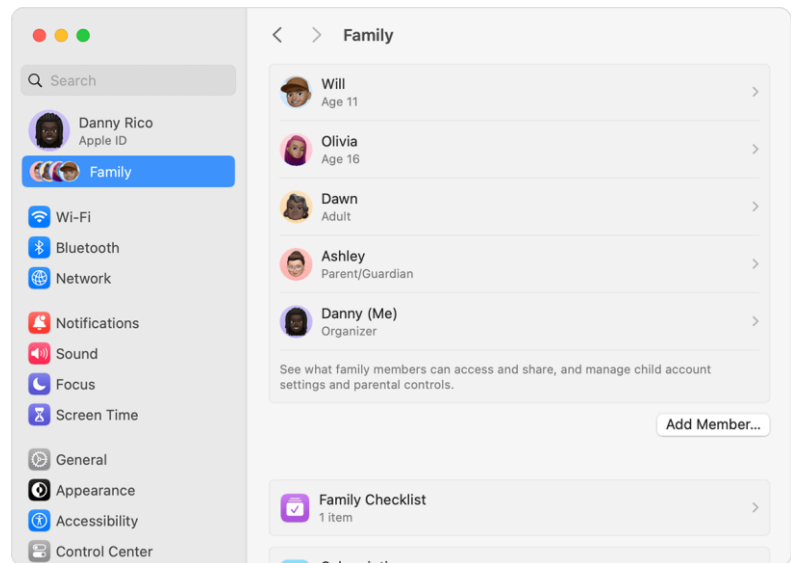 Search
Danny Rico
Apple ID
Family
Wi-Fi
Bluetooth
Network
Notifications
Sound
Focus
Screen Time
General
Appearance
Accessibility
Control Center
Family
Will
Age 11
Olivia
Age 16
Dawn
Adult
Ashley
Parent/Guardian
Danny (Me)
Organizer
See what family members can access and share, and manage child account
settings and parental controls.
Add Member...
Family Checklist
1 item